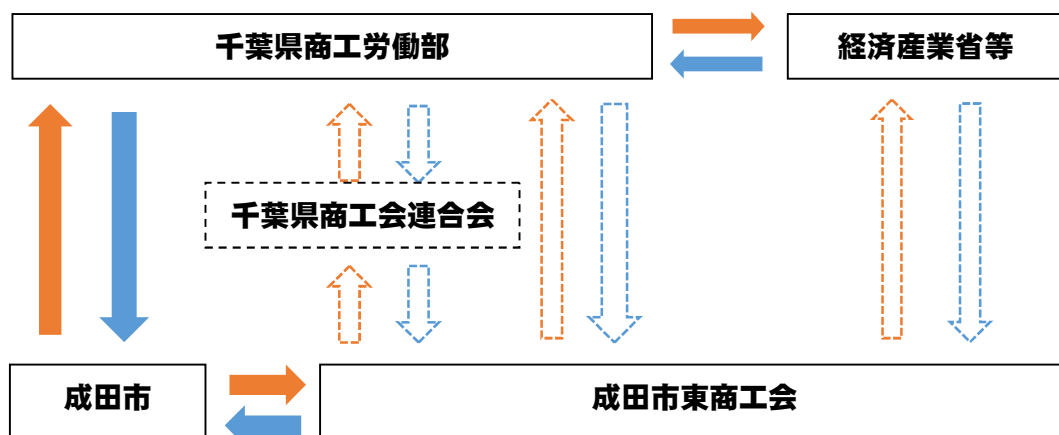 千葉県商工労働部
経済産業省等
千葉県商工会連合会
成田市
成田市東商工会